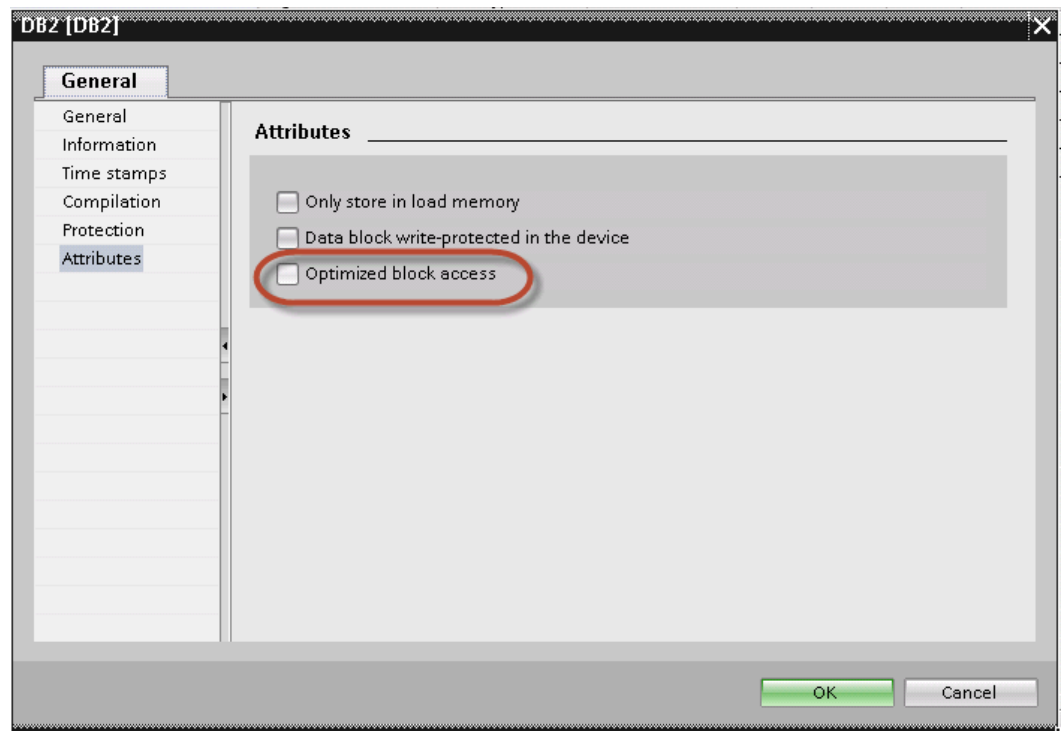 DB2 [DB2]
General
General
Information
Time stamps
Compilation
Protection
Attributes
Attributes
Only store in load memory
Data block write-protected in the device
Optimized block access
OK
Cancel